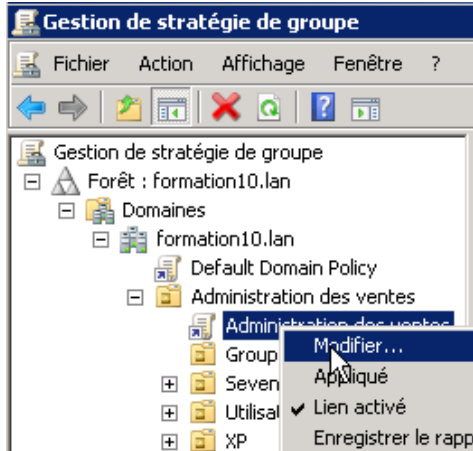 Gestion de stratégie de groupe
Fichier Action Affichage Fenêtre ?
Gestion de stratégie de groupe
Forêt : formation10.lan
Domaines
formation10.lan
Default Domain Policy
Administration des ventes
Administration des ventes
Modifier...
Group
Appliqué
Seven
Lien activé
Utilisat
Enregistrer le rapp
XP